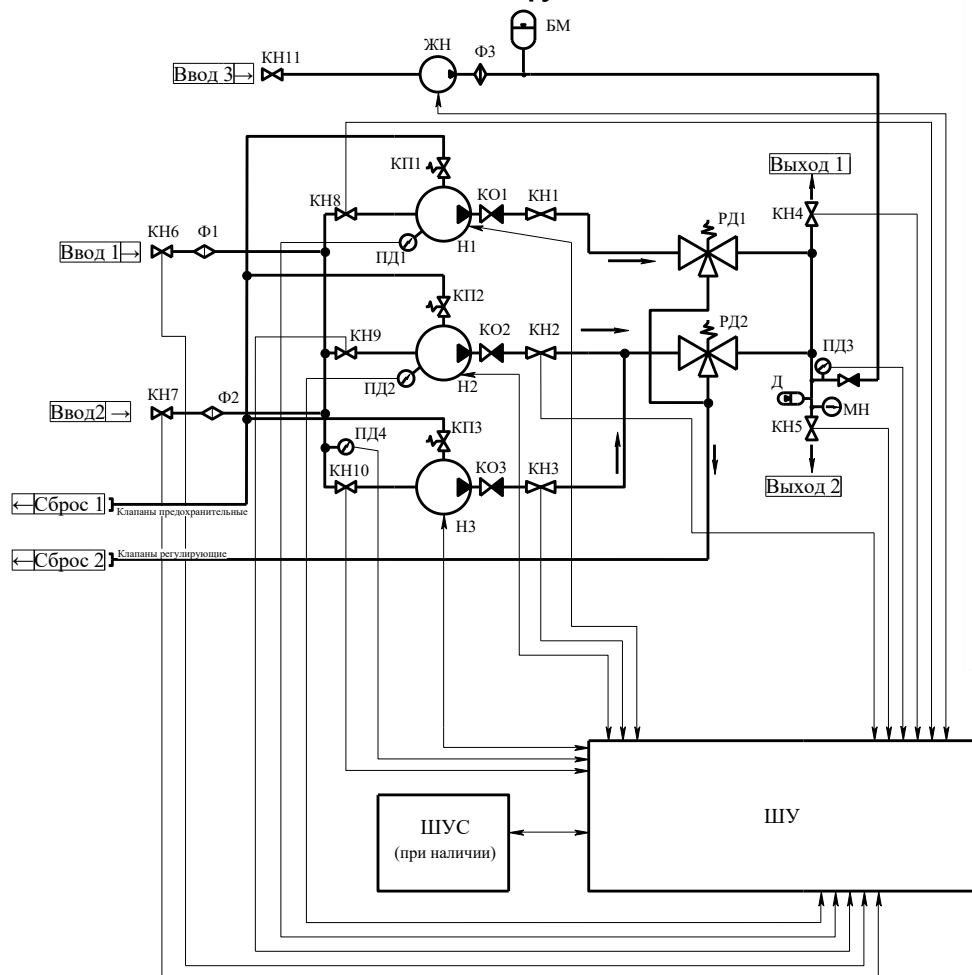 БМ
ЖН
Ф3
КН11
Ввод 3→
КП1
Выход 1
КН8
КО1
КН1
КН4
КН6
Ф1
РД1
Ввод 1→
ПД1
Н1
КП2
КН9
КО2
КН2
РД2
ПД3
ПД2
Н2
Д
КН7
Ф2
Ввод2 →
МН
КП3
ПД4
КН5
КН10
КО3
КН3
Выход 2
←Сброс 1
Клапаны предохранительные
Н3
Клапаны регулирующие
←Сброс 2
ШУС
(при наличии)
ШУ